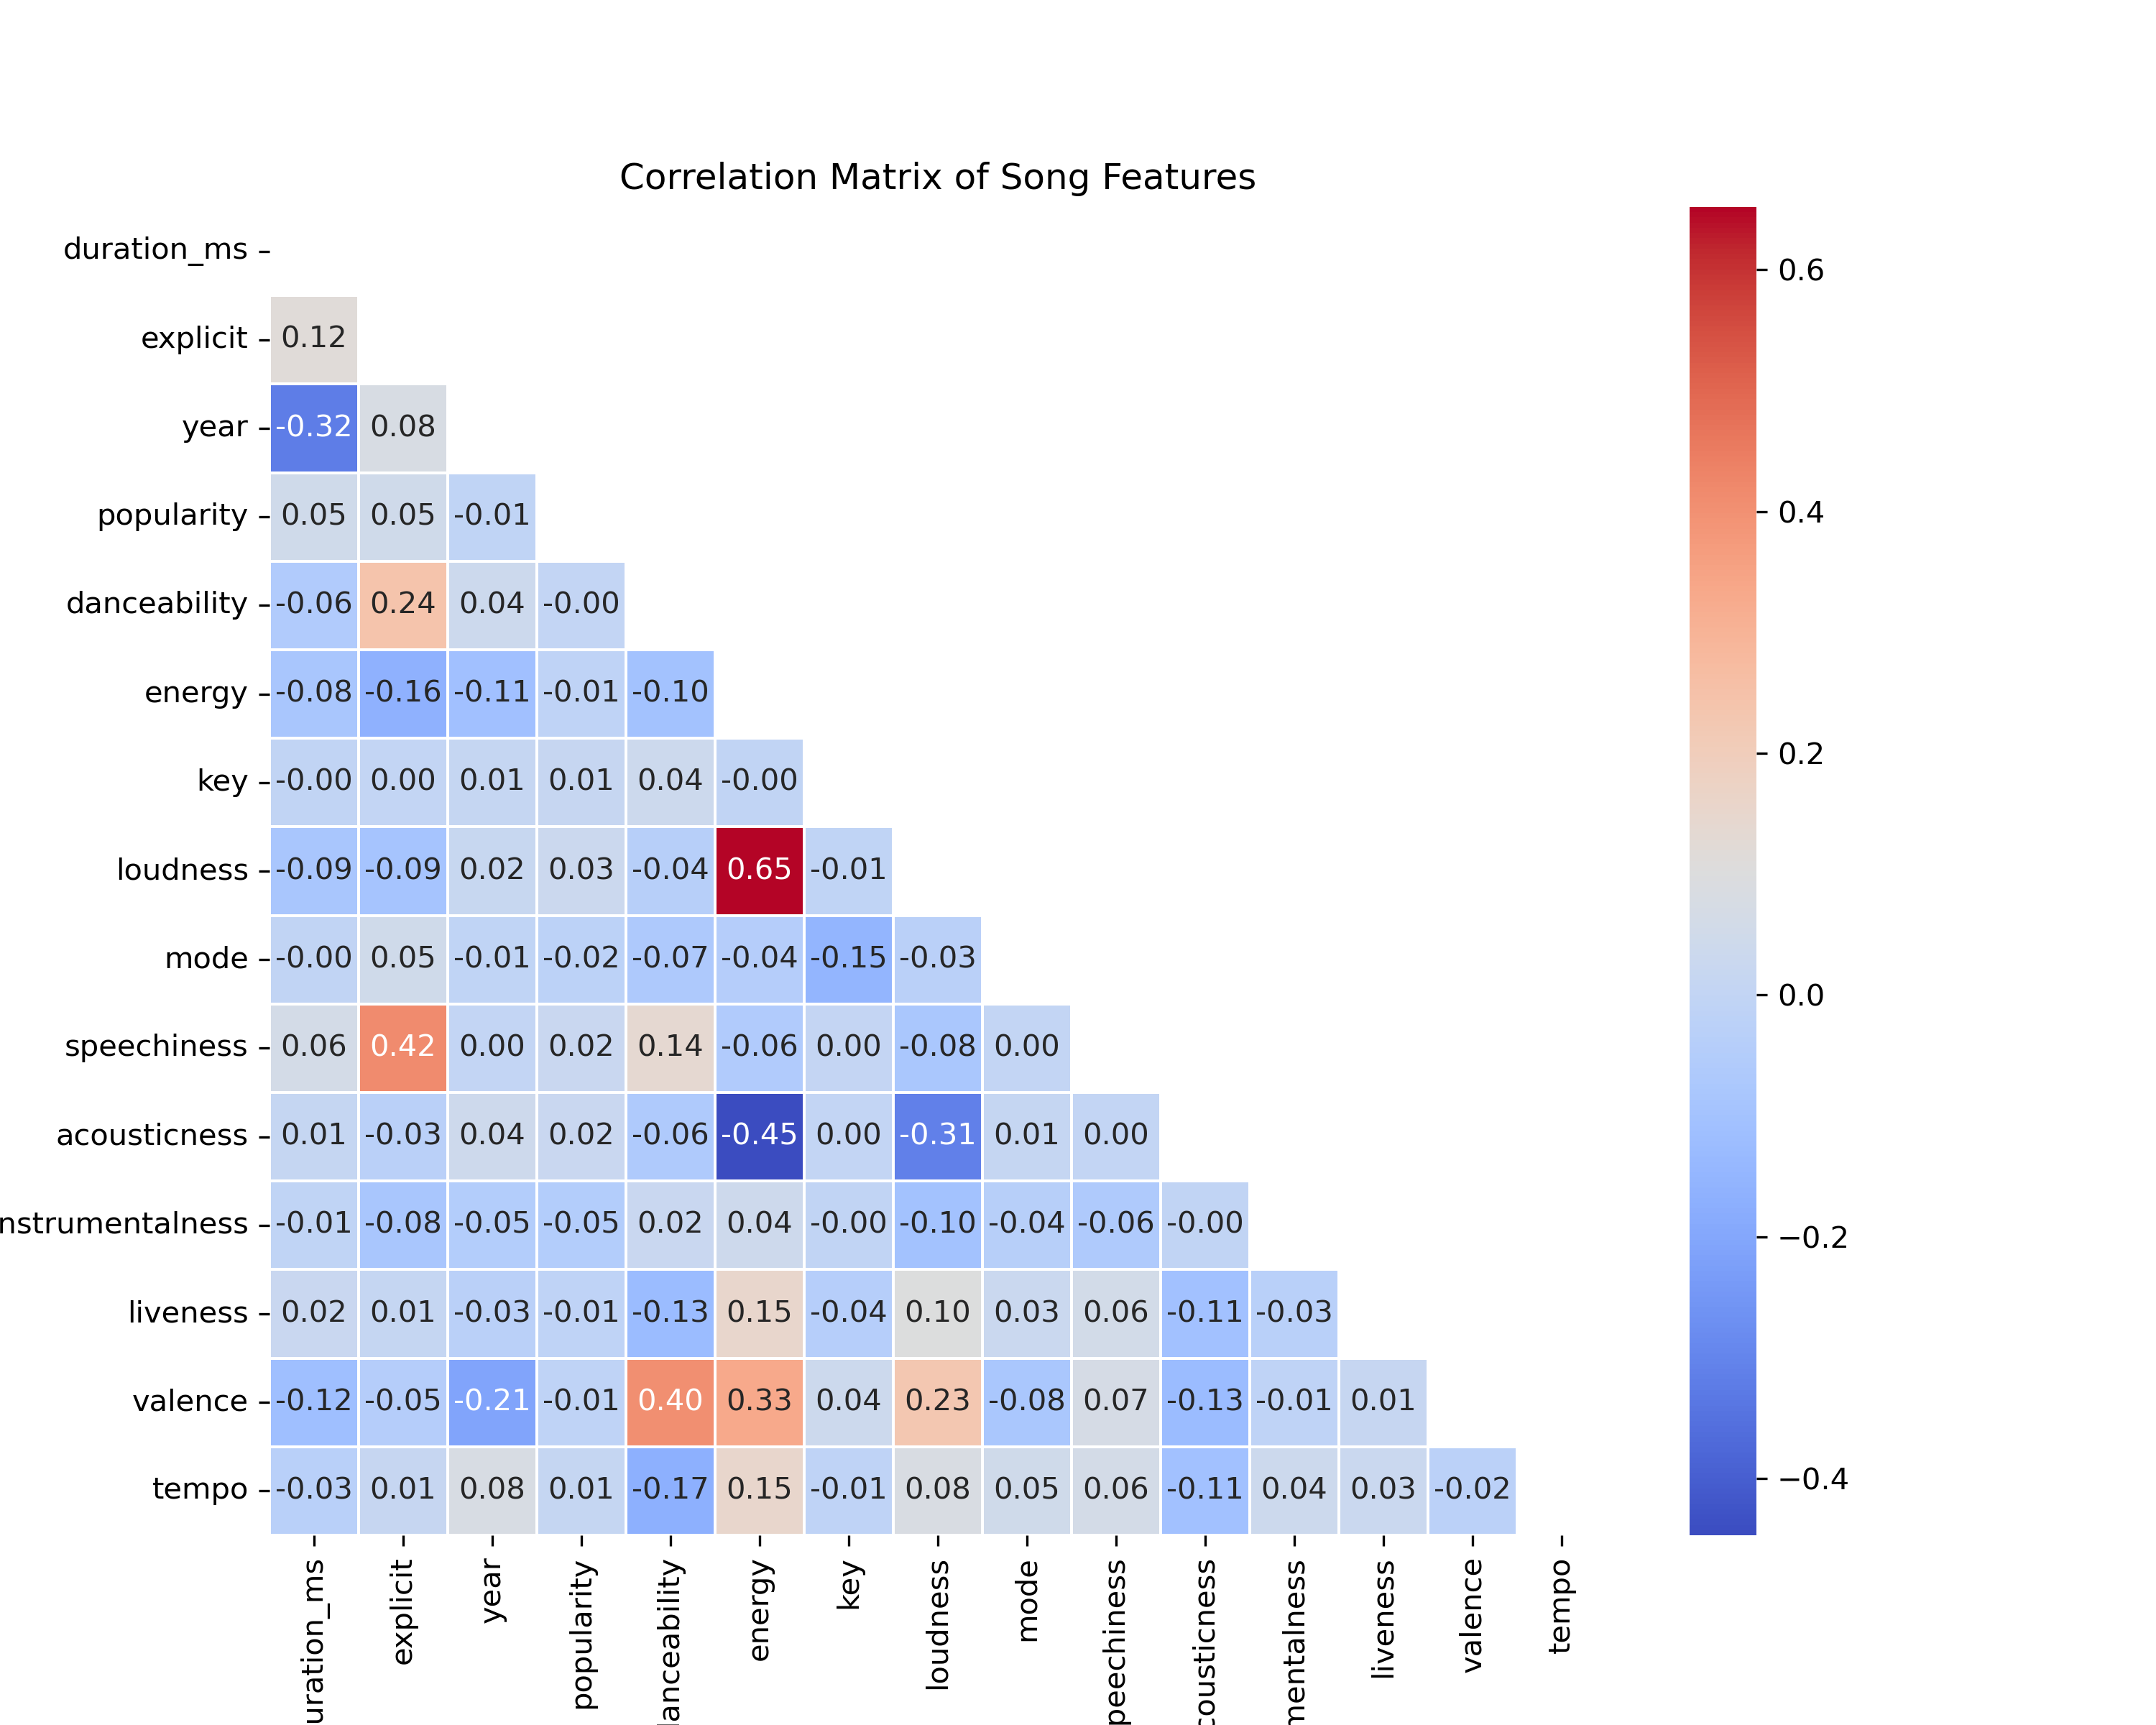 Correlation Matrix of Song Features
duration_ms
explicit 0.12
year -0.32 0.08
popularity 0.05 0.05 -0.01
danceability -0.06 0.24 0.04 -0.00
energy -0.08 -0.16 -0.11 -0.01 -0.10
key -0.00 0.00 0.01 0.01 0.04 -0.00
loudness -0.09 -0.09 0.02 0.03 -0.04 0.65 -0.01
mode -0.00 0.05 -0.01 -0.02 -0.07 -0.04 -0.15 -0.03
speechiness 0.06 0.42 0.00 0.02 0.14 -0.06 0.00 -0.08 0.00
acousticness 0.01 -0.03 0.04 0.02 -0.06 -0.45 0.00 -0.31 0.01 0.00
nstrumentalness -0.01 -0.08 -0.05 -0.05 0.02 0.04 -0.00 -0.10 -0.04 -0.06 -0.00
liveness 0.02 0.01 -0.03 -0.01 -0.13 0.15 -0.04 0.10 0.03 0.06 -0.11 -0.03
valence -0.12 -0.05 -0.21 -0.01 0.40 0.33 0.04 0.23 -0.08 0.07 -0.13 -0.01 0.01
tempo -0.03 0.01 0.08 0.01 -0.17 0.15 -0.01 0.08 0.05 0.06 -0.11 0.04 0.03 -0.02
uration_ms
explicit
year
popularity
danceability
energy
key
loudness
mode
peechiness
cousticness
mentalness
liveness
valence
tempo
0.6
0.4
0.2
0.0
−0.2
−0.4